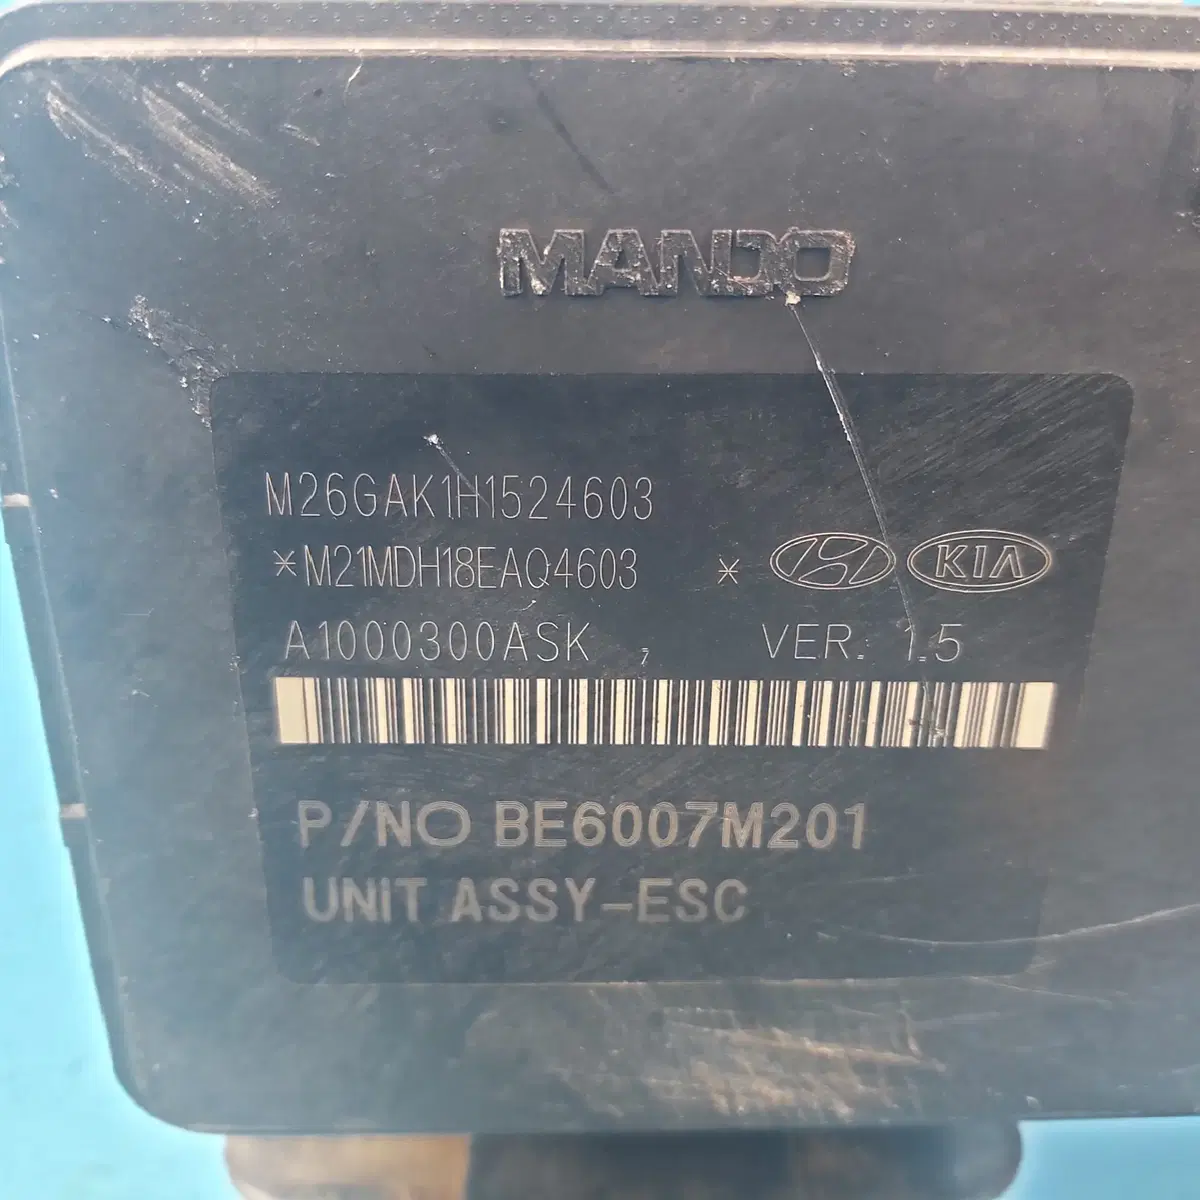 MANDO
M26GAK1H1524603
*M21MDH18EAQ4603 * KIA
A1000300ASK , VER. 1.5
P/NO BE6007M201
UNIT ASSY-ESC